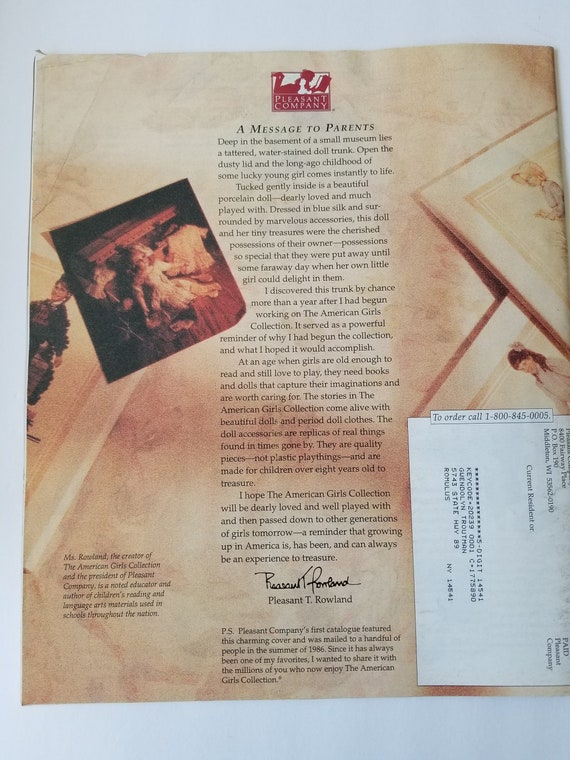 PLEASANT
COMPANY
A MESSAGE TO PARENTS
Deep in the basement of a small museum lies
a tattered, water-stained doll trunk. Open the
dusty lid and the long-ago childhood of
some lucky young girl comes instantly to life.
Tucked gently inside is a beautiful
porcelain doll—dearly loved and much
played with. Dressed in blue silk and sur-
rounded by marvelous accessories, this doll
and her tiny treasures were the cherished
possessions of their owner—possessions
so special that they were put away until
some faraway day when her own little
girl could delight in them.
I discovered this trunk by chance
more than a year after I had begun
working on The American Girls
Collection. It served as a powerful
reminder of why I had begun the collection,
and what I hoped it would accomplish.
At an age when girls are old enough to
read and still love to play, they need books
and dolls that capture their imaginations and
are worth caring for. The stories in The
American Girls Collection come alive with
beautiful dolls and period doll clothes. The
doll accessories are replicas of real things
found in times gone by. They are quality
pieces—not plastic playthings—and are
made for children over eight years old to
treasure.
I hope The American Girls Collection
will be dearly loved and well played with
and then passed down to other generations
of girls tomorrow—a reminder that growing
up in America is, has been, and can always
be an experience to treasure.
Pleasant T. Rowland
Pleasant T. Rowland
P.S. Pleasant Company's first catalogue featured
this charming cover and was mailed to a handful of
people in the summer of 1986. Since it has always
been one of my favorites, I wanted to share it with
the millions of you who now enjoy The American
Girls Collection.®
Ms. Rowland, the creator of
The American Girls Collection
and the president of Pleasant
Company, is a noted educator and
author of children's reading and
language arts materials used in
schools throughout the nation.
To order call 1-800-845-0005.
8400 Fairway Place
P.O. Box 190
Middleton, WI 53562-0190
Current Resident or
5-DIGIT 14541
KEYCODE=20239 0001 C=1775890
GWENDOLYN TROUTMAN
5743 STATE HWY 89
ROMULUS NY 14541
PAID
Pleasant
Company